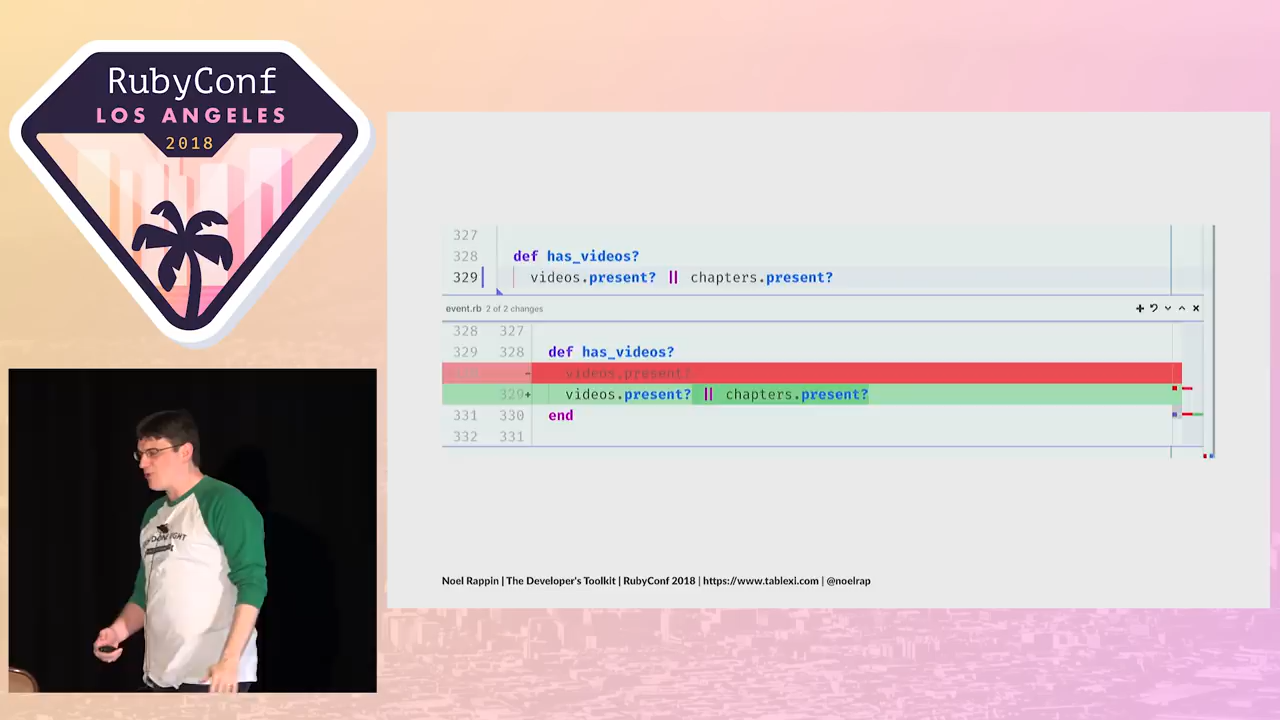 RubyConf
LOS ANGELES
2018
327
328 def has_videos?
329 videos.present? || chapters.present?
event.rb 2 of 2 changes
328 327
329 328 def has_videos?
- videos.present?
329+ videos.present? || chapters.present?
331 330 end
332 331
Noel Rappin | The Developer's Toolkit | RubyConf 2018 | https://www.tablexi.com | @noelrap